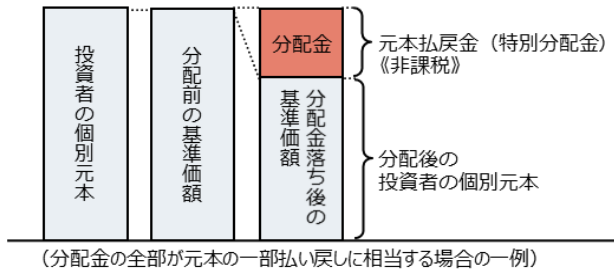 投資者の個別元本
分配前の基準価額
分配金
分配金落ち後の
基準価額
元本払戻金（特別分配金）
《非課税》
分配後の
投資者の個別元本
（分配金の全部が元本の一部払い戻しに相当する場合の一例）